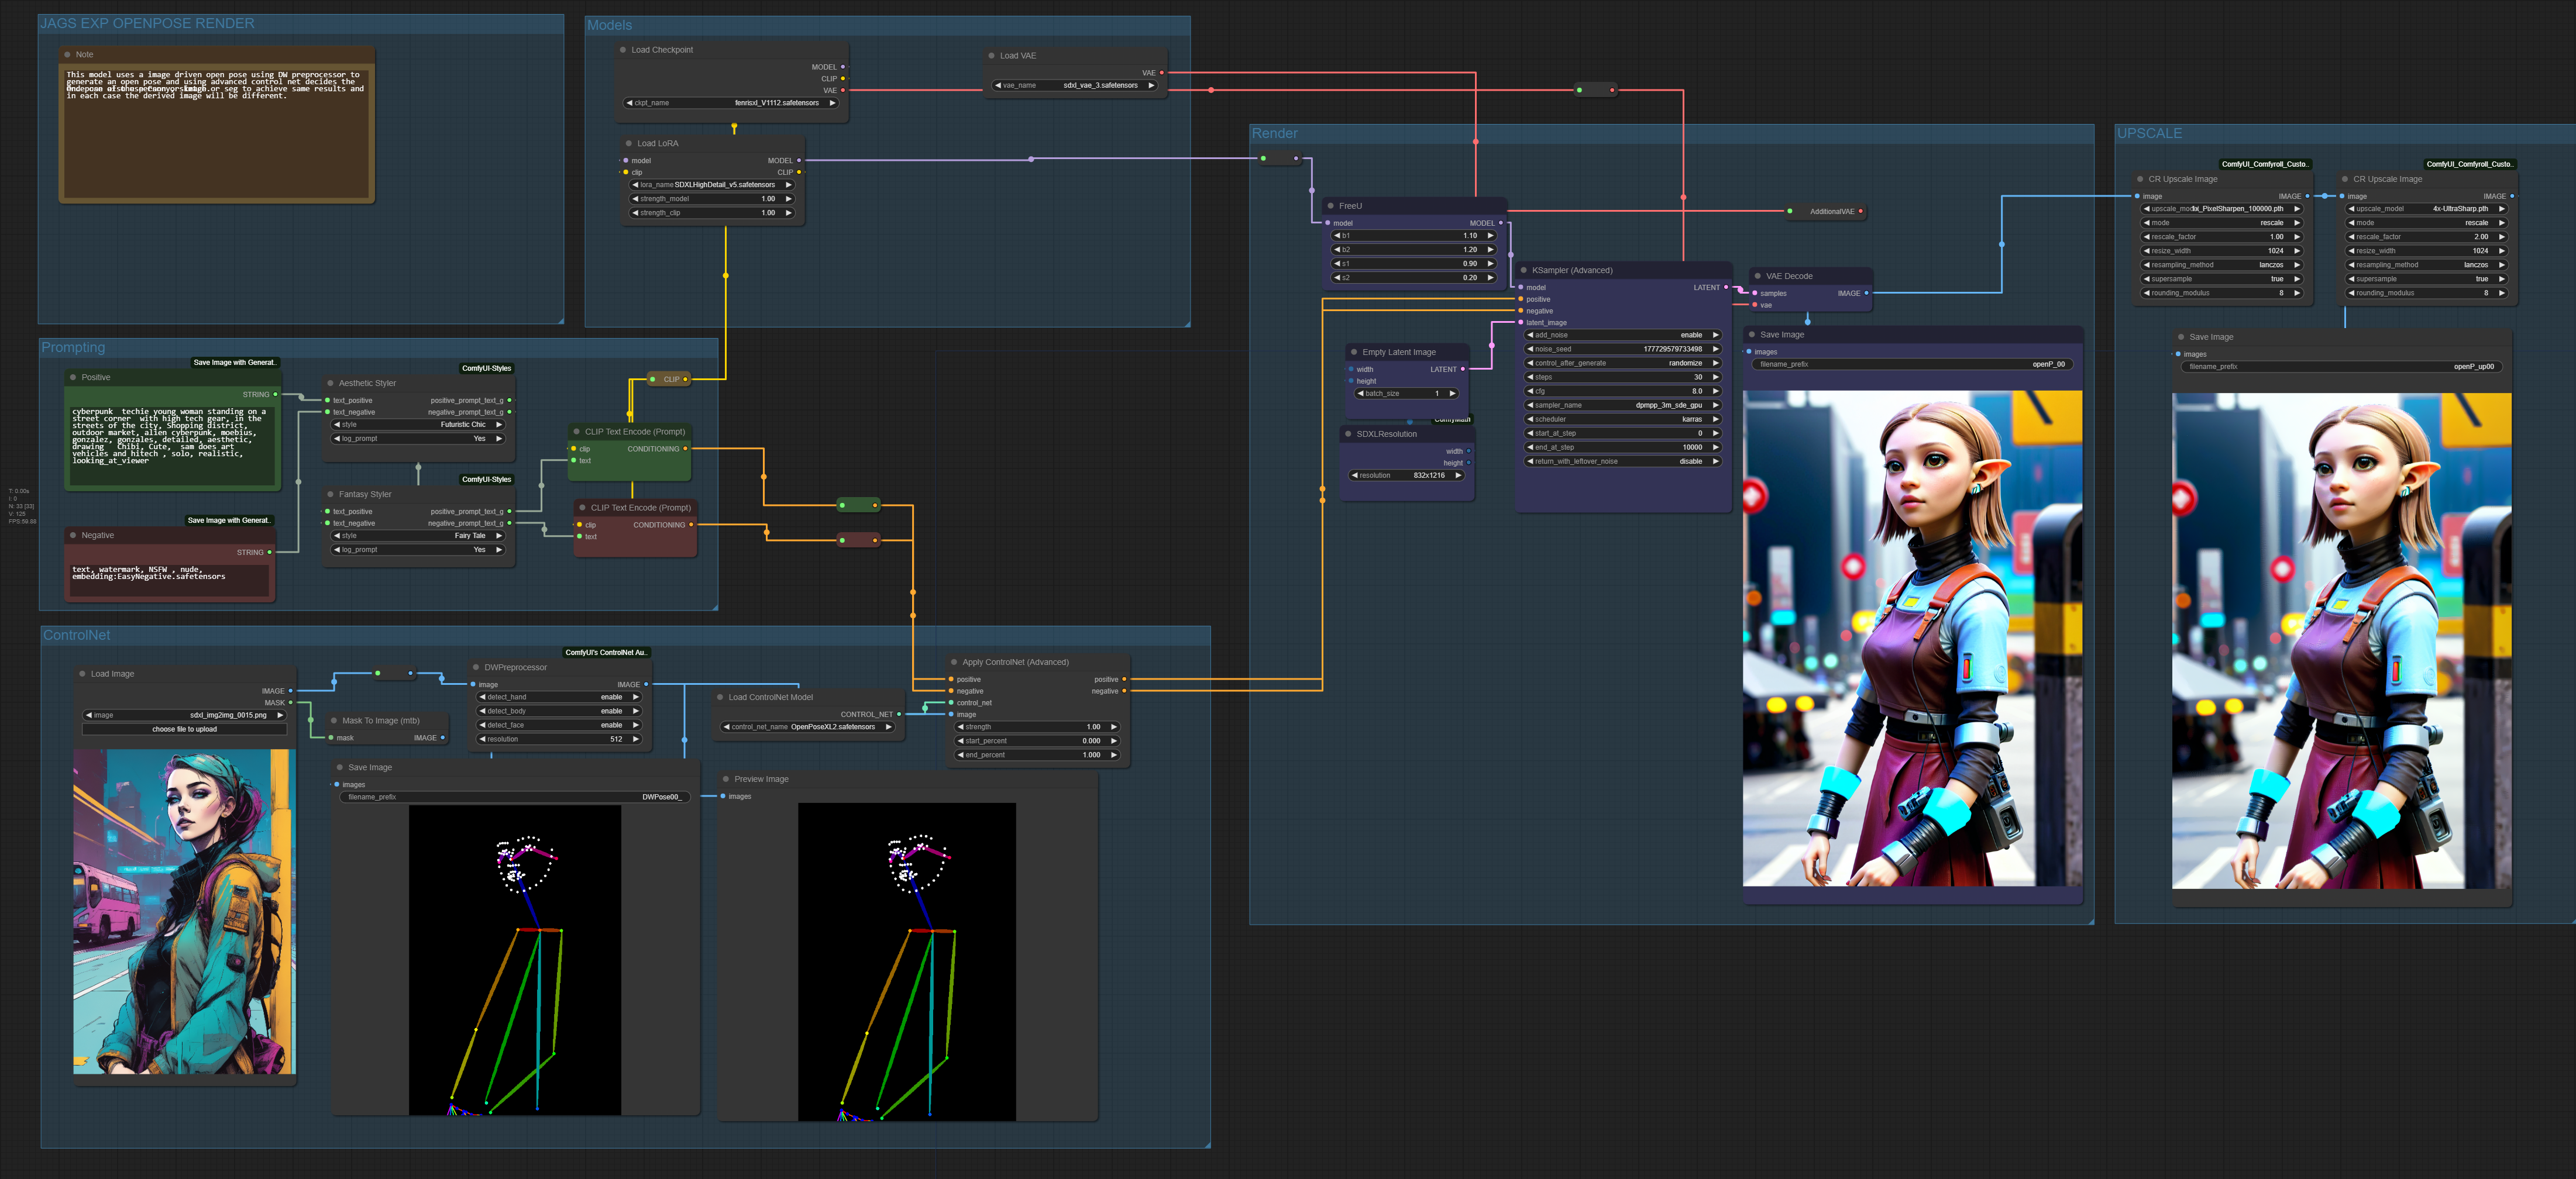 JAGS EXP OPENPOSE RENDER
Note
This model uses a image driven open pose using DW preprocessor to
generate an open pose and using advanced control net decides the
in each case the derived image will be different.
Models
Load Checkpoint
MODEL
CLIP
VAE
ckpt_name fenrisxl_V1112.safetensors
Load VAE
VAE
vae_name sdxl_vae_3.safetensors
Load LoRA
model MODEL
clip CLIP
lora_name SDXLHighDetail_v5.safetensors
strength_model 1.00
strength_clip 1.00
Prompting
Save Image with Generat..
Positive
STRING
cyberpunk techie young woman standing on a
street corner with high tech gear, in the
streets of the city, Shopping district,
outdoor market, alien cyberpunk, moebius,
gonzalez, gonzales, detailed, aesthetic,
drawing Chibi, Cute, sam does art
vehicles and hitech , solo, realistic,
looking_at_viewer
Save Image with Generat..
Negative
STRING
text, watermark, NSFW , nude,
embedding:EasyNegative.safetensors
ComfyUI-Styles
Aesthetic Styler
text_positive positive_prompt_text_g
text_negative negative_prompt_text_g
style Futuristic Chic
log_prompt Yes
ComfyUI-Styles
Fantasy Styler
text_positive positive_prompt_text_g
text_negative negative_prompt_text_g
style Fairy Tale
log_prompt Yes
CLIP
CLIP Text Encode (Prompt)
clip CONDITIONING
text
CLIP Text Encode (Prompt)
clip CONDITIONING
text
T: 0.00s
I: 0
N: 33 [33]
V: 125
FPS:59.88
ControlNet
Load Image
IMAGE
MASK
image sdxl_img2img_0015.png
choose file to upload
Mask To Image (mtb)
mask IMAGE
ComfyUI's ControlNet Au..
DWPreprocessor
image IMAGE
detect_hand enable
detect_body enable
detect_face enable
resolution 512
Save Image
images
filename_prefix DWPose00_
Load ControlNet Model
CONTROL_NET
control_net_name OpenPoseXL2.safetensors
Preview Image
images
Apply ControlNet (Advanced)
positive positive
negative negative
control_net
image
strength 1.00
start_percent 0.000
end_percent 1.000
Render
FreeU
model MODEL
b1 1.10
b2 1.20
s1 0.90
s2 0.20
AdditionalVAE
Empty Latent Image
width LATENT
height
batch_size 1
SDXLResolution
width
height
resolution 832x1216
KSampler (Advanced)
model LATENT
positive
negative
latent_image
add_noise enable
noise_seed 177729579733498
control_after_generate randomize
steps 30
cfg 8.0
sampler_name dpmpp_3m_sde_gpu
scheduler karras
start_at_step 0
end_at_step 10000
return_with_leftover_noise disable
VAE Decode
samples IMAGE
vae
Save Image
images
filename_prefix openP_00
UPSCALE
ComfyUI_Comfyroll_Custo..
CR Upscale Image
image IMAGE
mode rescale
rescale_factor 1.00
resize_width 1024
resampling_method lanczos
supersample true
rounding_modulus 8
ComfyUI_Comfyroll_Custo..
CR Upscale Image
image IMAGE
upscale_model 4x-UltraSharp.pth
mode rescale
rescale_factor 2.00
resize_width 1024
resampling_method lanczos
supersample true
rounding_modulus 8
Save Image
images
filename_prefix openP_up00